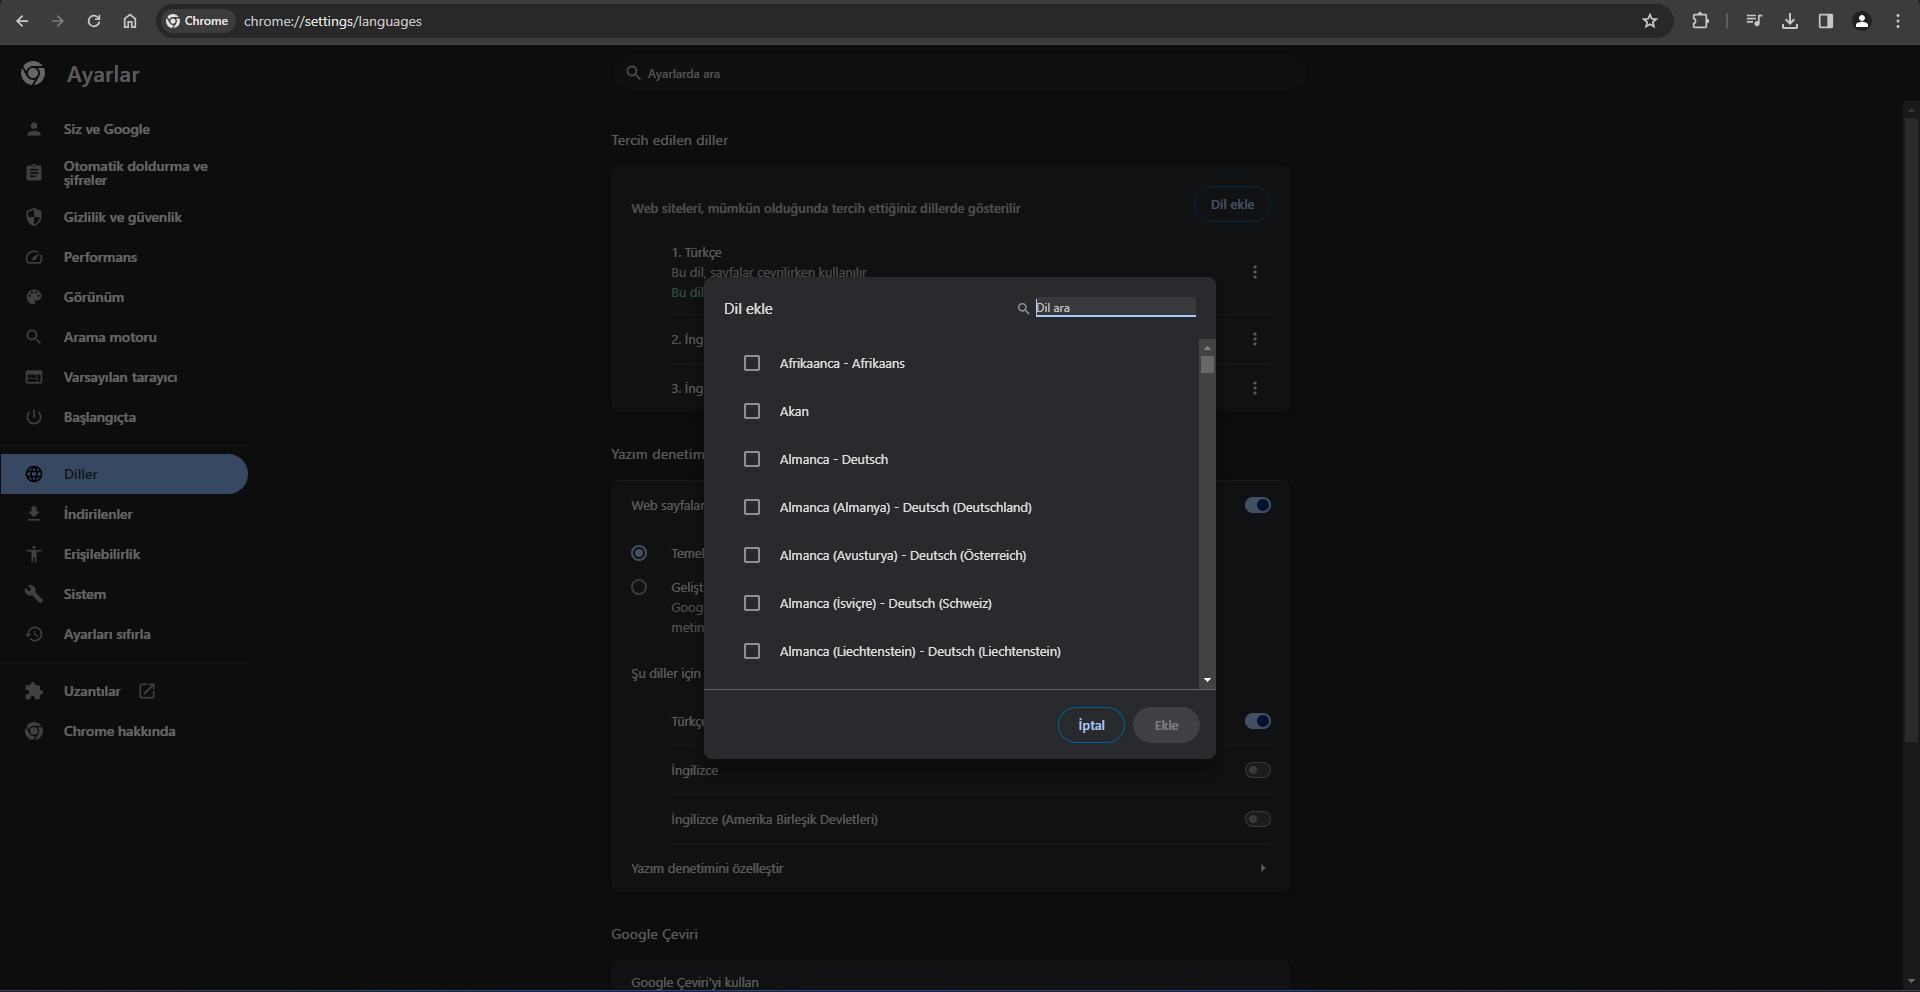 Chrome
chrome://settings/languages
Ayarlar
Ayarlarda ara
Siz ve Google
Otomatik doldurma ve
şifreler
Gizlilik ve güvenlik
Performans
Görünüm
Arama motoru
Varsayılan tarayıcı
Başlangıçta
Diller
İndirilenler
Erişilebilirlik
Sistem
Ayarları sıfırla
Uzantılar
Chrome hakkında
Tercih edilen diller
Web siteleri, mümkün olduğunda tercih ettiğiniz dillerde gösterilir
Dil ekle
1. Türkçe
Bu dil, sayfalar çevrilirken kullanılır
Bu dil
2. İng
3. İng
Dil ekle
Dil ara
Afrikaanca - Afrikaans
Akan
Almanca - Deutsch
Almanca (Almanya) - Deutsch (Deutschland)
Almanca (Avusturya) - Deutsch (Österreich)
Almanca (İsviçre) - Deutsch (Schweiz)
Almanca (Liechtenstein) - Deutsch (Liechtenstein)
İptal
Ekle
Yazım denetim
Web sayfalar
Temel
Gelişt
Goog
metin
Şu diller için
Türkçe
İngilizce
İngilizce (Amerika Birleşik Devletleri)
Yazım denetimini özelleştir
Google Çeviri
Google Çeviri'yi kullan